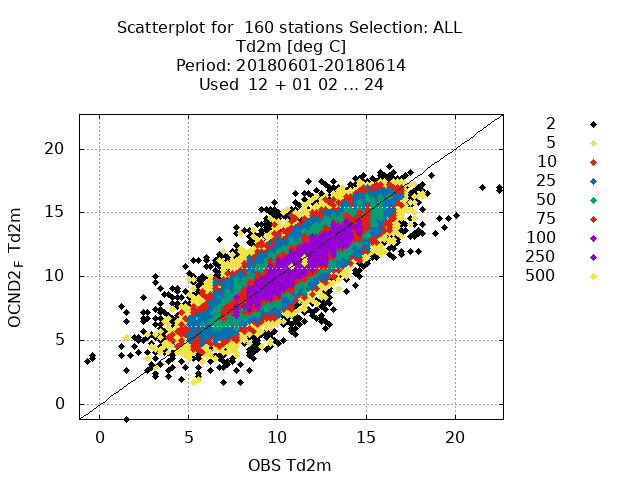 Scatterplot for  160 stations Selection: ALL
Td2m [deg C]
Period: 20180601-20180614
Used  12 + 01 02 ... 24
2
5
10
25
50
75
100
250
500
20
15
10
5
0
0 5 10 15 20
OCND2_F Td2m
OBS Td2m